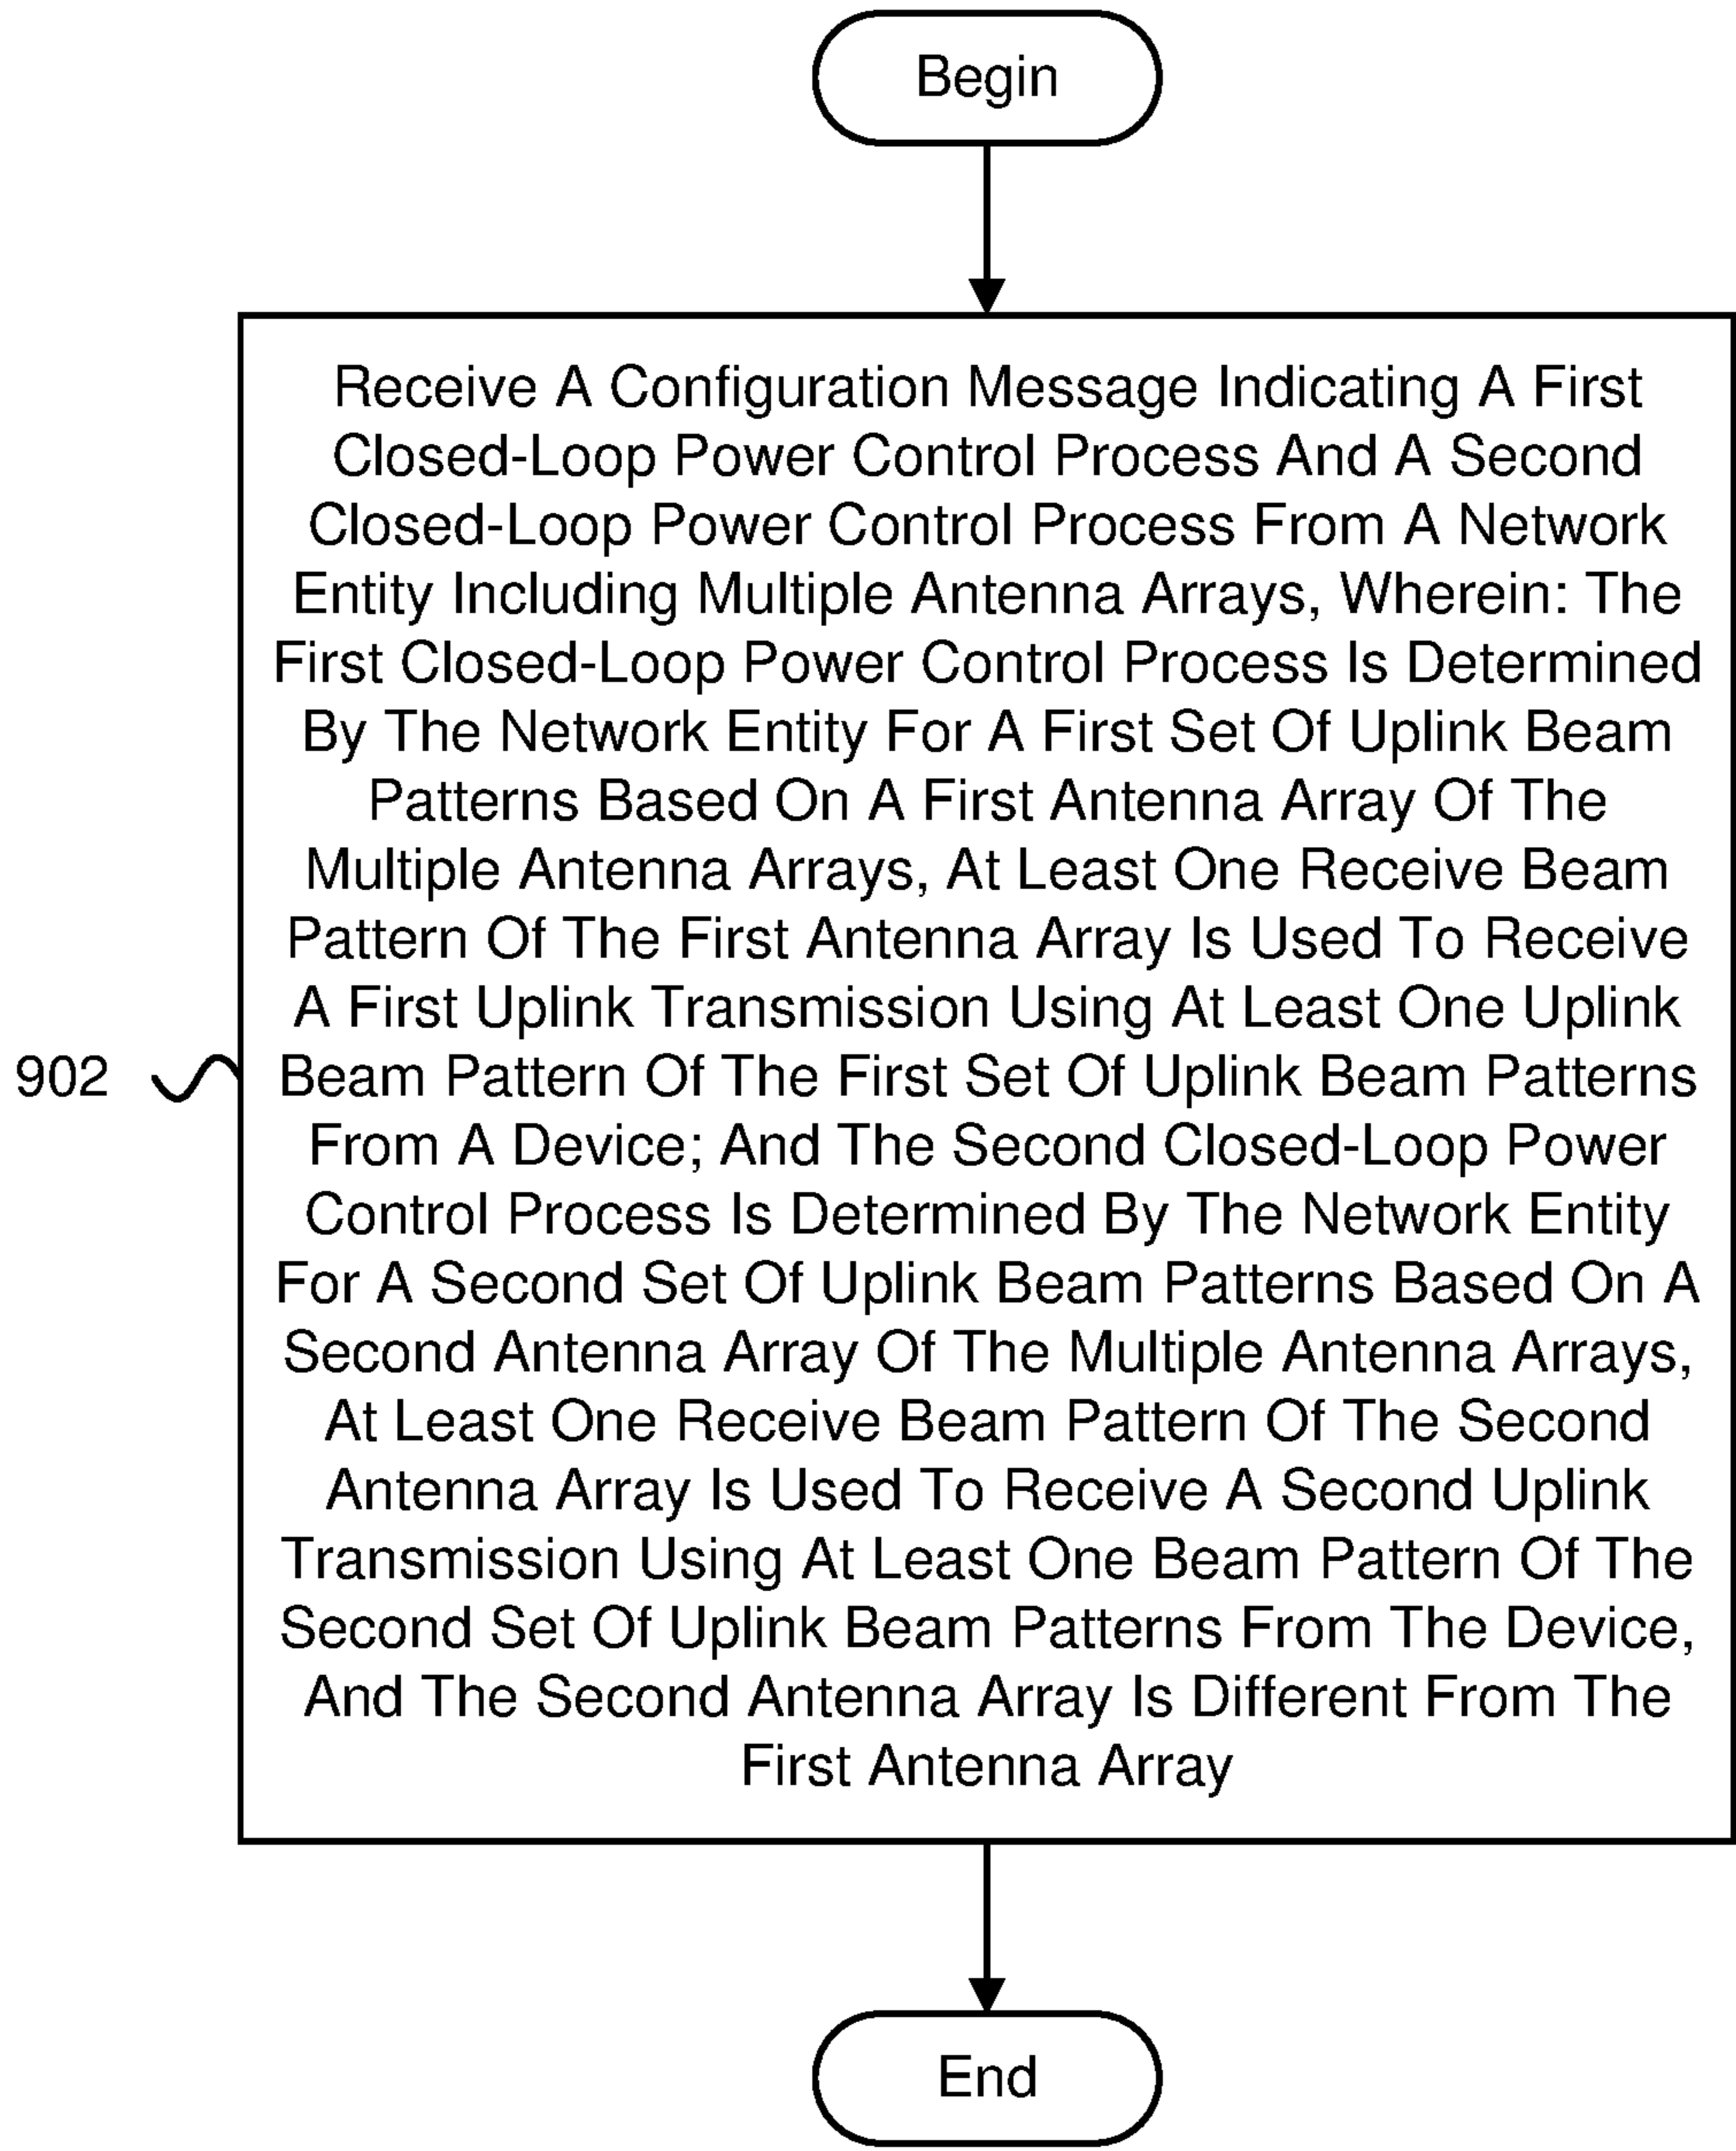 Begin
Receive A Configuration Message Indicating A First
Closed-Loop Power Control Process And A Second
Closed-Loop Power Control Process From A Network
Entity Including Multiple Antenna Arrays, Wherein: The
First Closed-Loop Power Control Process Is Determined
By The Network Entity For A First Set Of Uplink Beam
Patterns Based On A First Antenna Array Of The
Multiple Antenna Arrays, At Least One Receive Beam
Pattern Of The First Antenna Array Is Used To Receive
A First Uplink Transmission Using At Least One Uplink
Beam Pattern Of The First Set Of Uplink Beam Patterns
From A Device; And The Second Closed-Loop Power
Control Process Is Determined By The Network Entity
For A Second Set Of Uplink Beam Patterns Based On A
Second Antenna Array Of The Multiple Antenna Arrays,
At Least One Receive Beam Pattern Of The Second
Antenna Array Is Used To Receive A Second Uplink
Transmission Using At Least One Beam Pattern Of The
Second Set Of Uplink Beam Patterns From The Device,
And The Second Antenna Array Is Different From The
First Antenna Array
902
End